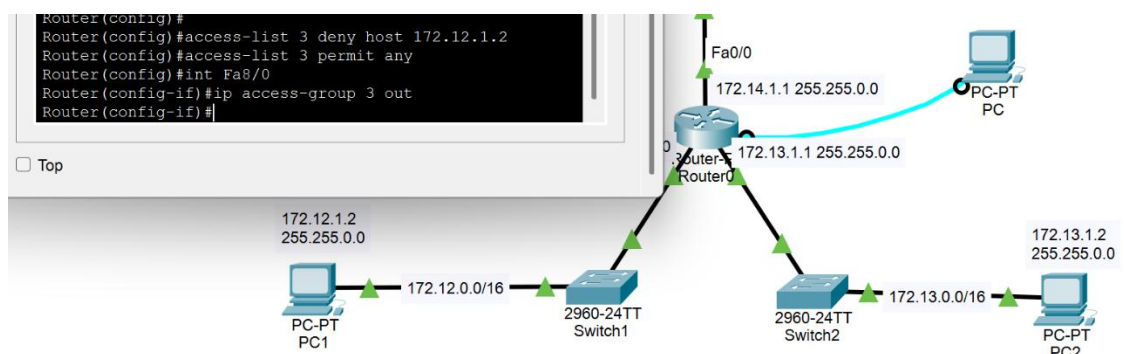 Router(config)#
Router(config)#access-list 3 deny host 172.12.1.2
Router(config)#access-list 3 permit any
Router(config)#int Fa8/0
Router(config-if)#ip access-group 3 out
Router(config-if)#
Top
Fa0/0
172.14.1.1 255.255.0.0
PC-PT
PC
0
172.13.1.1 255.255.0.0
Router0
172.12.1.2
255.255.0.0
172.12.0.0/16
PC-PT
PC1
2960-24TT
Switch1
2960-24TT
Switch2
172.13.0.0/16
172.13.1.2
255.255.0.0
PC-PT
PC2